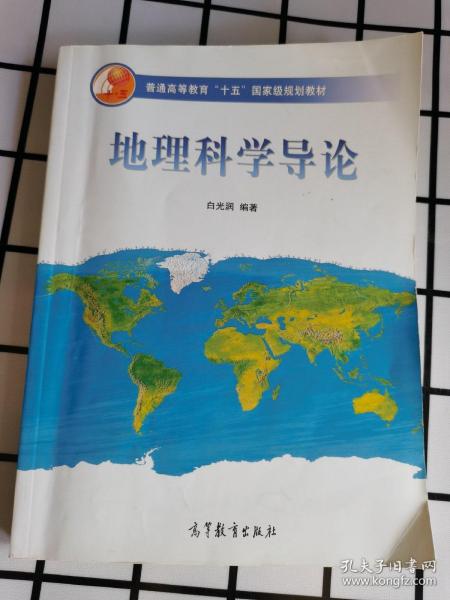 普通高等教育“十五”国家级规划教材
地理科学导论
白光润 编著
高等教育出版社
孔夫子旧书网
www.kongfz.com